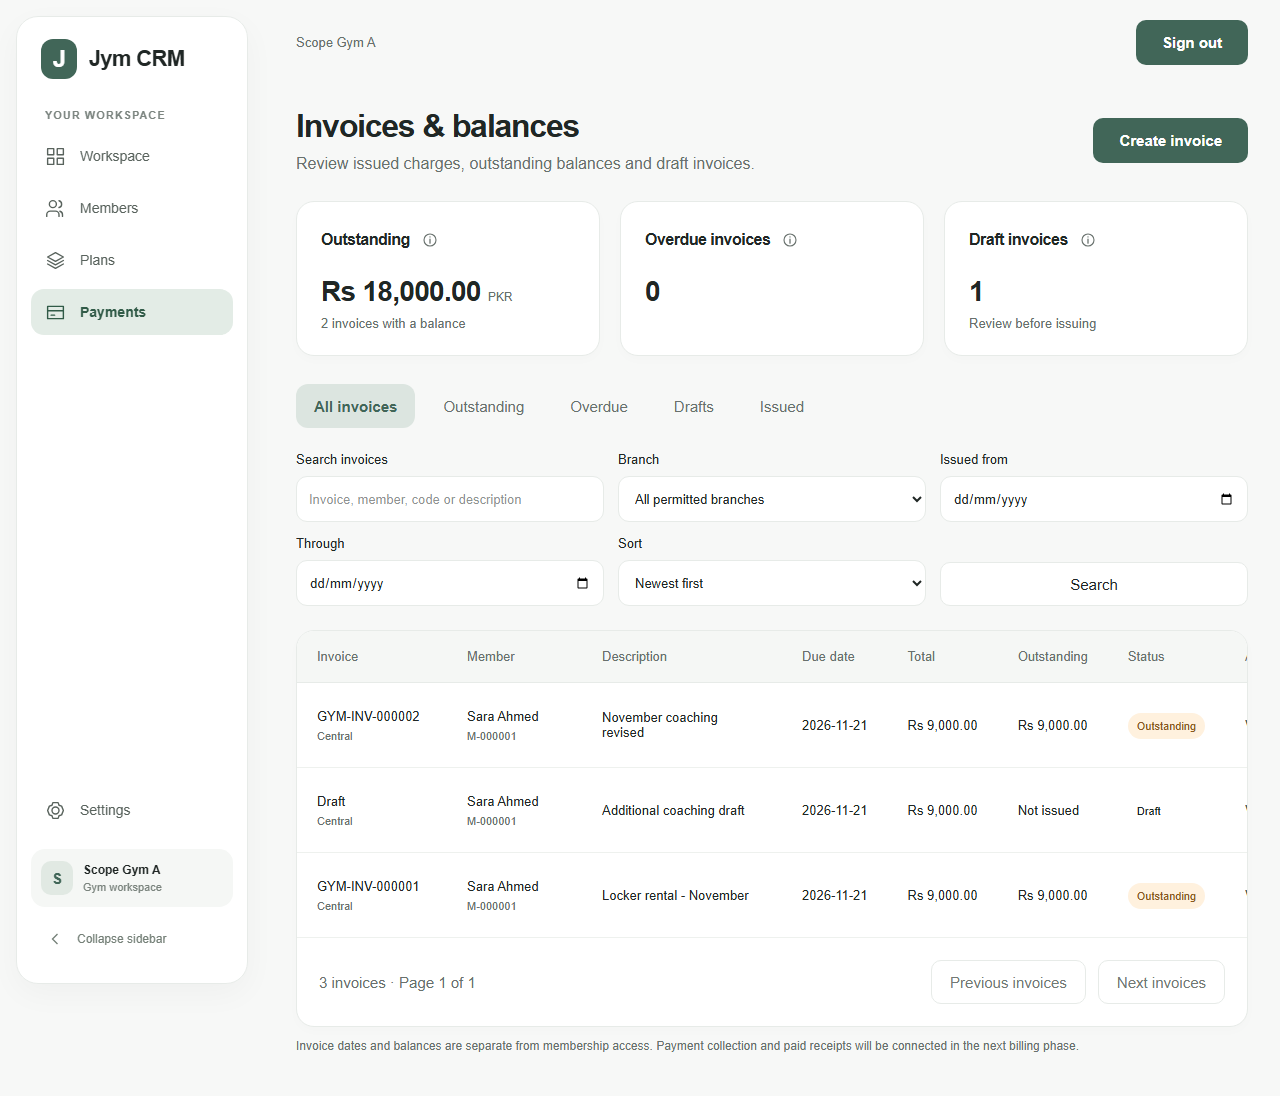 J Jym CRM
Scope Gym A
Sign out
YOUR WORKSPACE
Workspace
Members
Plans
Payments
Settings
S
Scope Gym A
Gym workspace
Collapse sidebar
Invoices & balances
Review issued charges, outstanding balances and draft invoices.
Create invoice
Outstanding
Rs 18,000.00 PKR
2 invoices with a balance
Overdue invoices
0
Draft invoices
1
Review before issuing
All invoices Outstanding Overdue Drafts Issued
Search invoices Branch Issued from
Invoice, member, code or description All permitted branches dd/mm/yyyy
Through Sort
dd/mm/yyyy Newest first Search
Invoice Member Description Due date Total Outstanding Status
GYM-INV-000002 Sara Ahmed November coaching revised 2026-11-21 Rs 9,000.00 Rs 9,000.00 Outstanding
Central M-000001
Draft Sara Ahmed Additional coaching draft 2026-11-21 Rs 9,000.00 Not issued Draft
Central M-000001
GYM-INV-000001 Sara Ahmed Locker rental - November 2026-11-21 Rs 9,000.00 Rs 9,000.00 Outstanding
Central M-000001
3 invoices · Page 1 of 1 Previous invoices Next invoices
Invoice dates and balances are separate from membership access. Payment collection and paid receipts will be connected in the next billing phase.